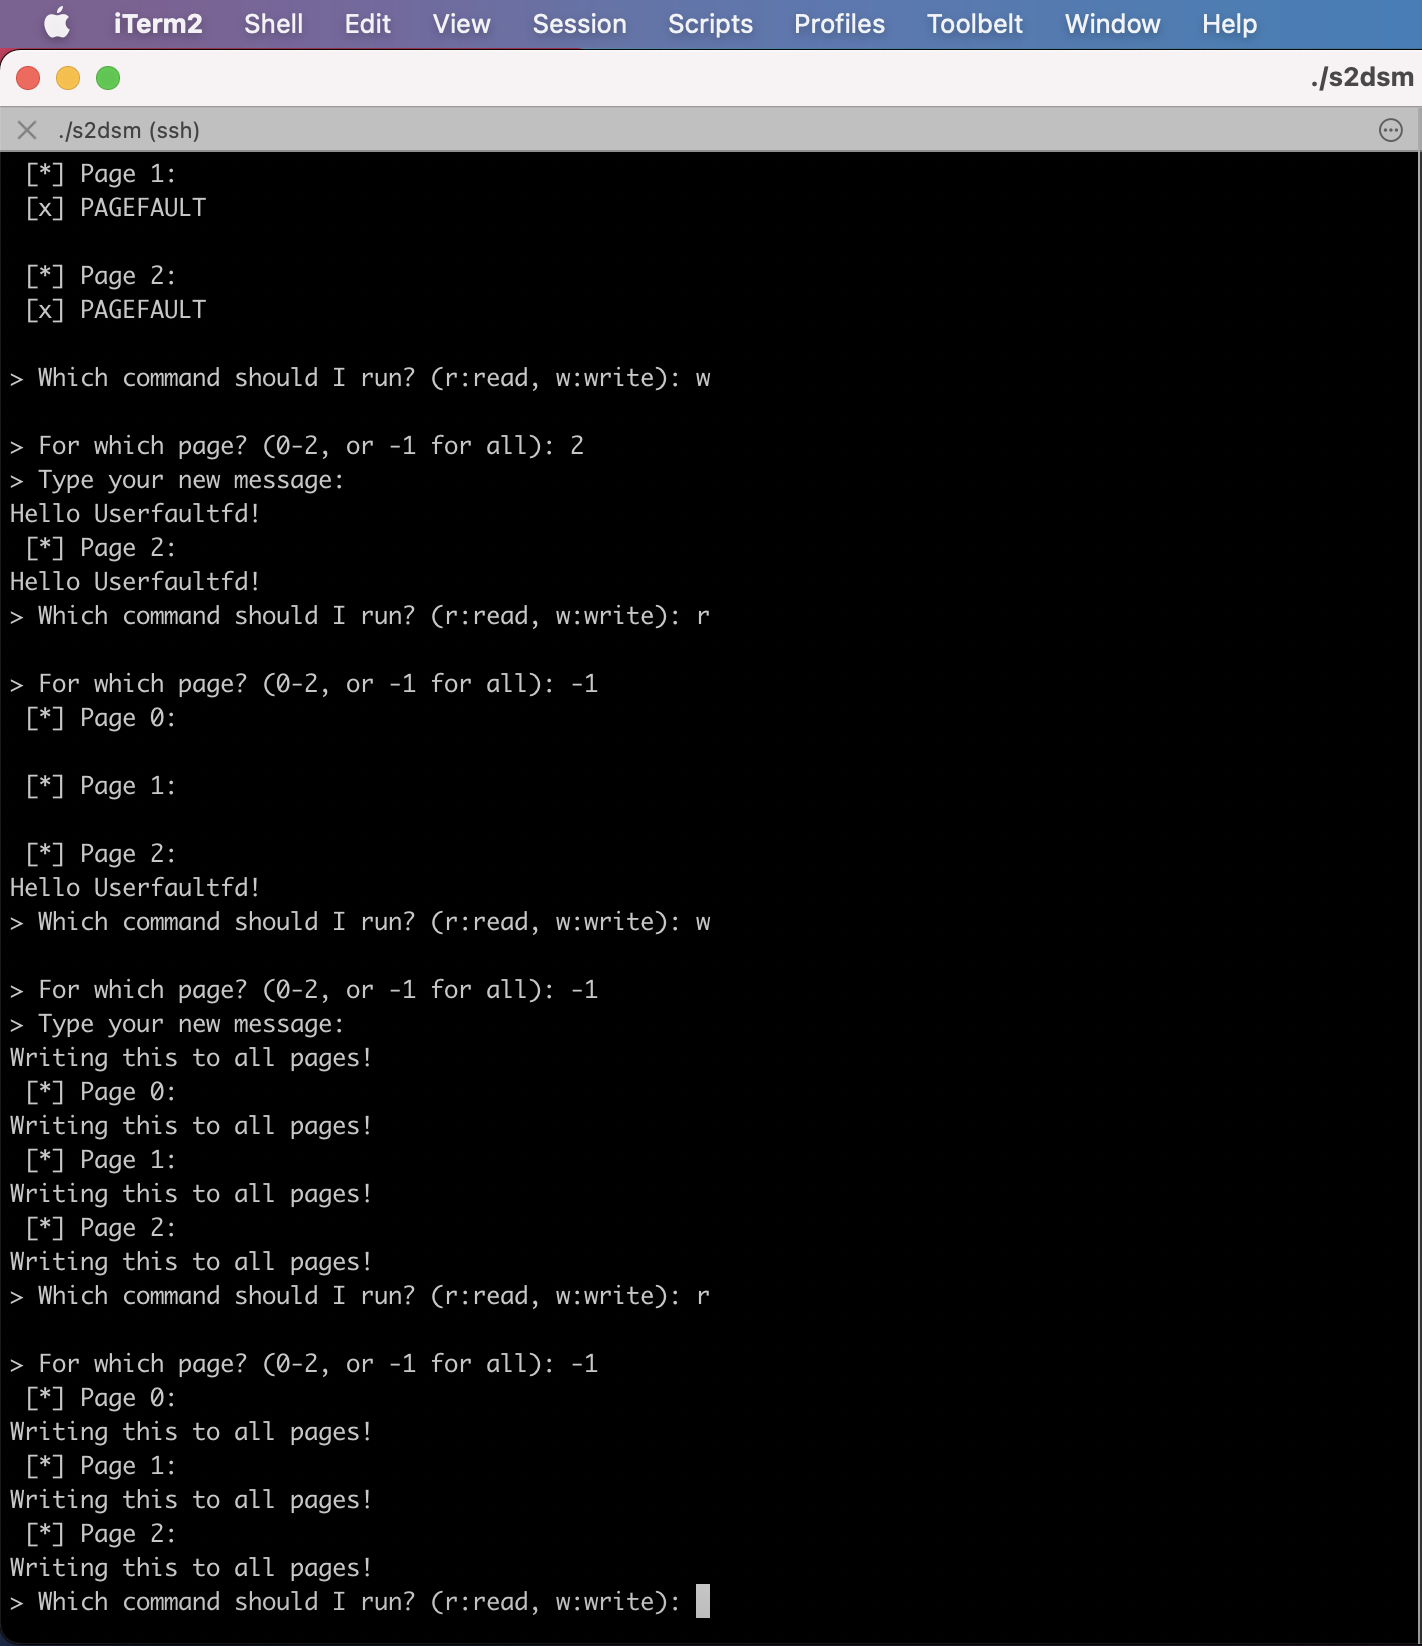 iTerm2 Shell Edit View Session Scripts Profiles Toolbelt Window Help
./s2dsm
./s2dsm (ssh)
[*] Page 1:
[x] PAGEFAULT
[*] Page 2:
[x] PAGEFAULT
> Which command should I run? (r:read, w:write): w
> For which page? (0-2, or -1 for all): 2
> Type your new message:
Hello Userfaultfd!
[*] Page 2:
Hello Userfaultfd!
> Which command should I run? (r:read, w:write): r
> For which page? (0-2, or -1 for all): -1
[*] Page 0:
[*] Page 1:
[*] Page 2:
Hello Userfaultfd!
> Which command should I run? (r:read, w:write): w
> For which page? (0-2, or -1 for all): -1
> Type your new message:
Writing this to all pages!
[*] Page 0:
Writing this to all pages!
[*] Page 1:
Writing this to all pages!
[*] Page 2:
Writing this to all pages!
> Which command should I run? (r:read, w:write): r
> For which page? (0-2, or -1 for all): -1
[*] Page 0:
Writing this to all pages!
[*] Page 1:
Writing this to all pages!
[*] Page 2:
Writing this to all pages!
> Which command should I run? (r:read, w:write):